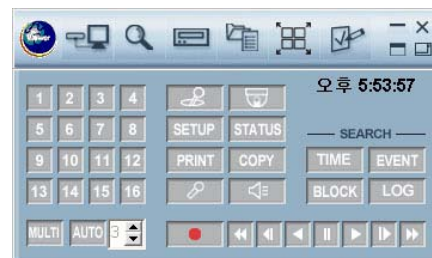 오후 5:53:57
1 2 3 4
5 6 7 8 SETUP STATUS SEARCH
9 10 11 12 PRINT COPY TIME EVENT
13 14 15 16 BLOCK LOG
MULTI AUTO 3